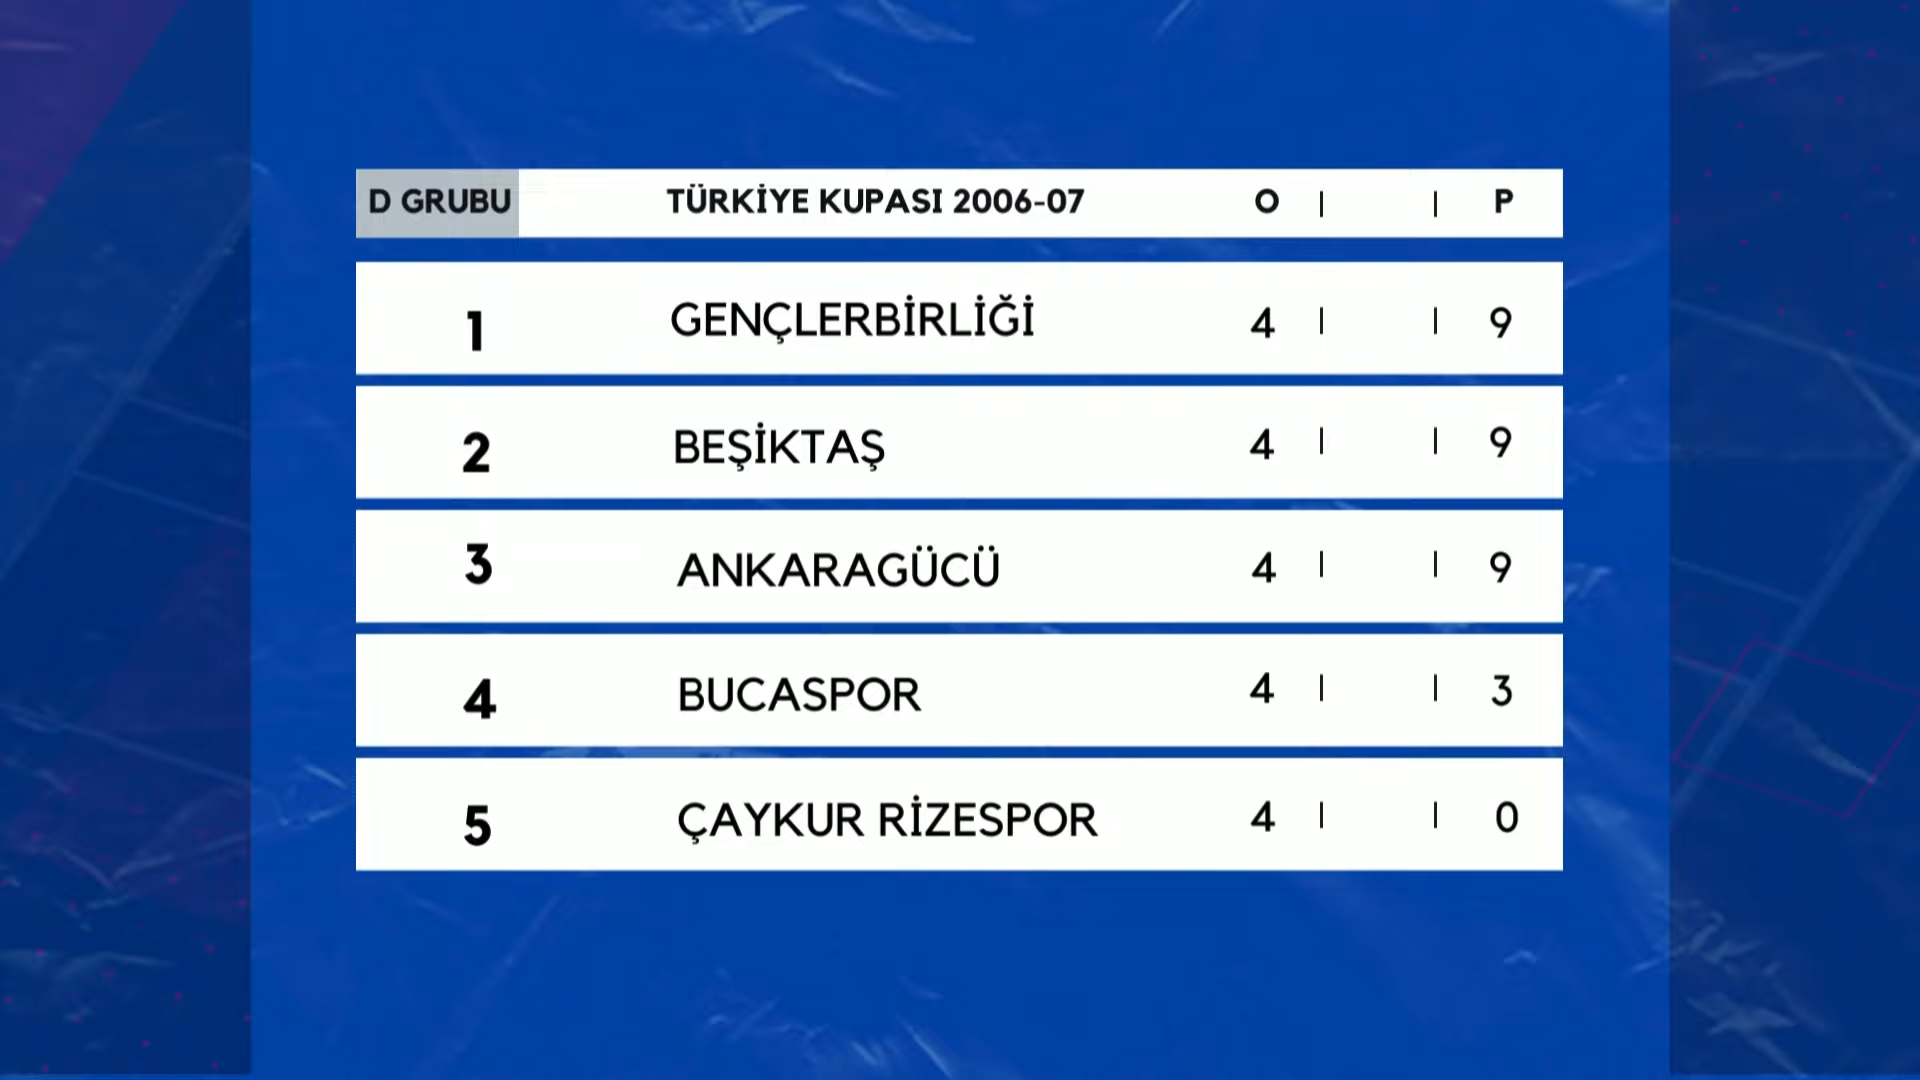 D GRUBU TÜRKİYE KUPASI 2006-07 O | | P
1 GENÇLERBİRLİĞİ 4 | | 9
2 BEŞİKTAŞ 4 | | 9
3 ANKARAGÜCÜ 4 | | 9
4 BUCASPOR 4 | | 3
5 ÇAYKUR RİZESPOR 4 | | 0